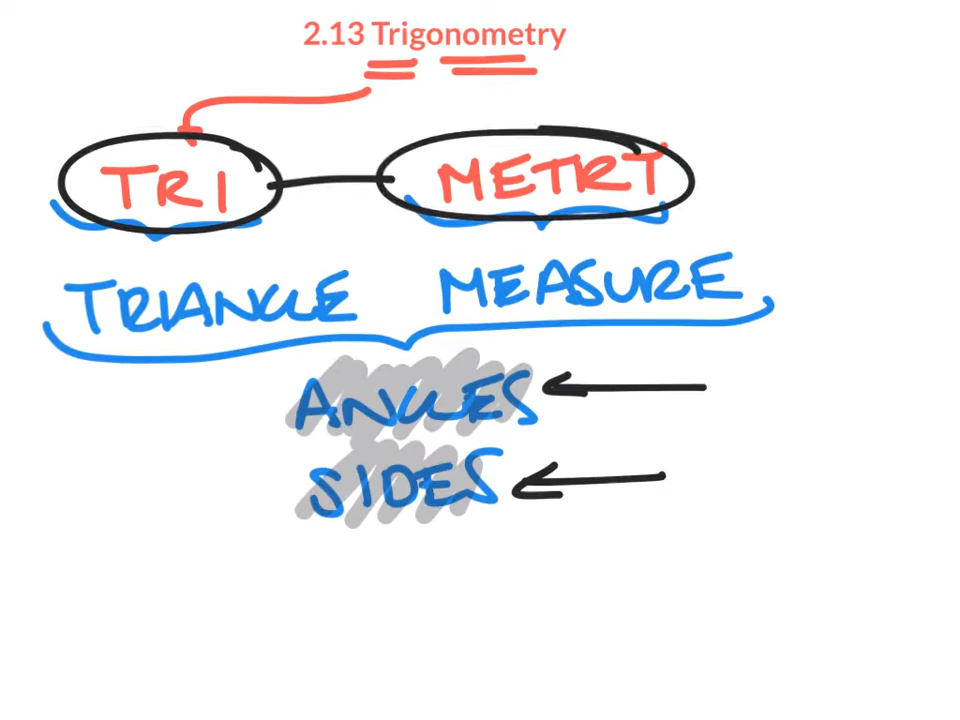 2.13 Trigonometry
TRI METRY
TRIANGLE MEASURE
ANGLES
SIDES